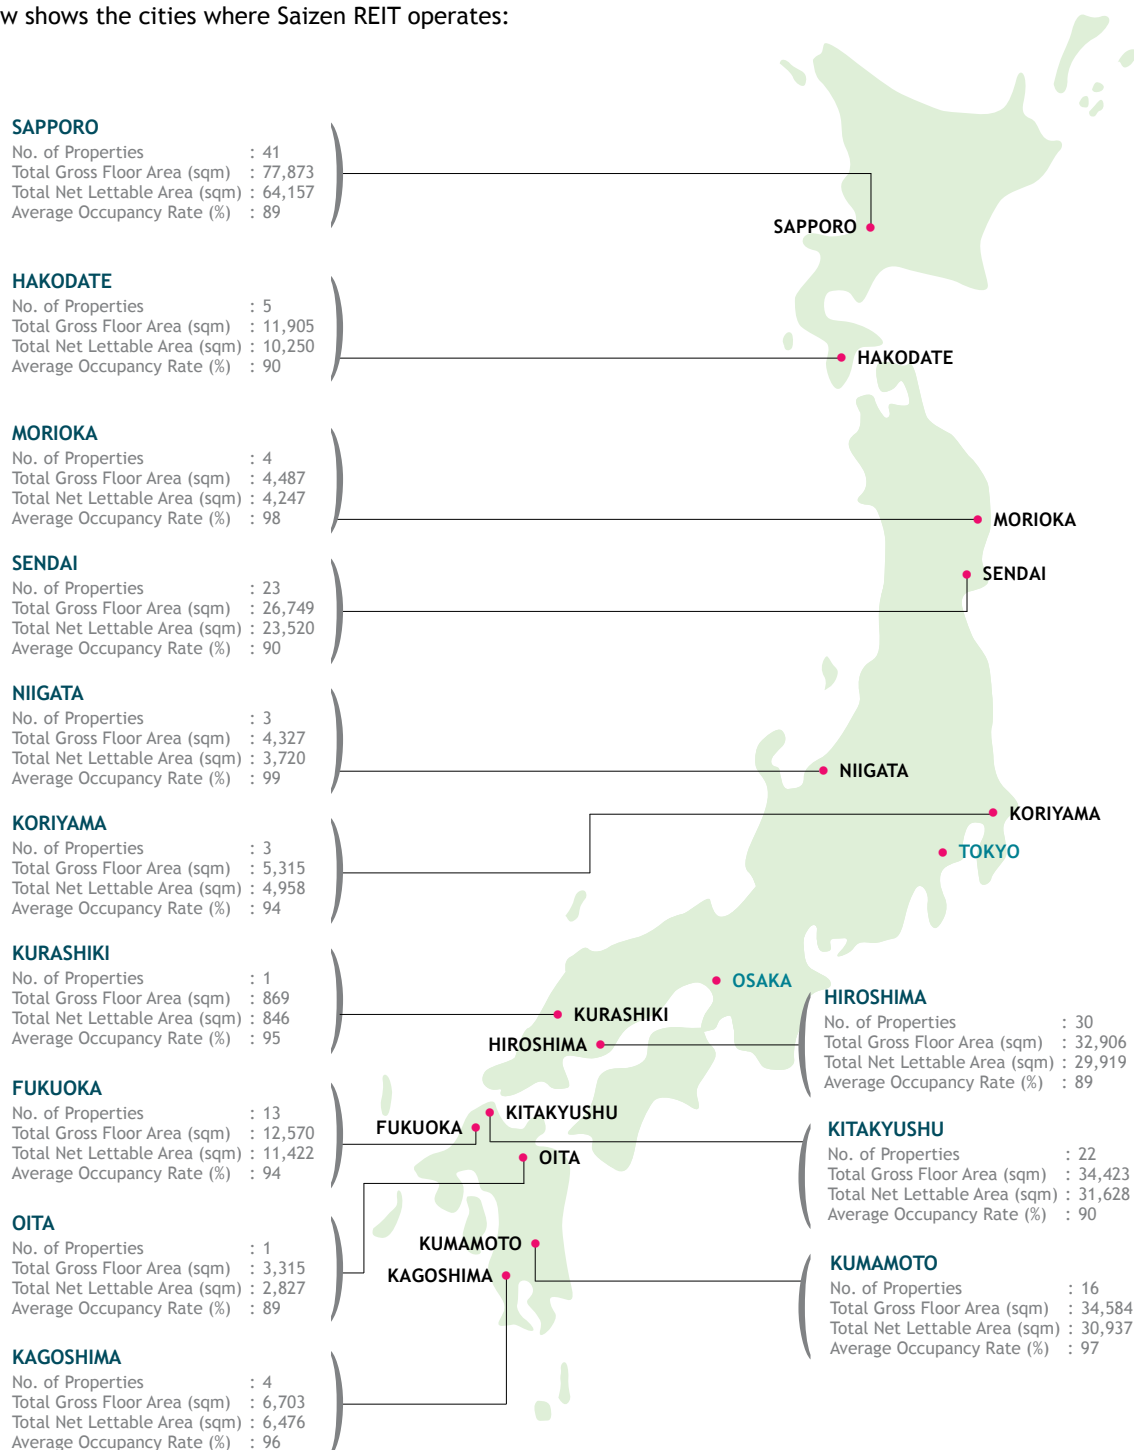 w shows the cities where Saizen REIT operates:
SAPPORO
No. of Properties : 41
Total Gross Floor Area (sqm) : 77,873
Total Net Lettable Area (sqm) : 64,157
Average Occupancy Rate (%) : 89
SAPPORO
HAKODATE
No. of Properties : 5
Total Gross Floor Area (sqm) : 11,905
Total Net Lettable Area (sqm) : 10,250
Average Occupancy Rate (%) : 90
HAKODATE
MORIOKA
No. of Properties : 4
Total Gross Floor Area (sqm) : 4,487
Total Net Lettable Area (sqm) : 4,247
Average Occupancy Rate (%) : 98
MORIOKA
SENDAI
No. of Properties : 23
Total Gross Floor Area (sqm) : 26,749
Total Net Lettable Area (sqm) : 23,520
Average Occupancy Rate (%) : 90
SENDAI
NIIGATA
No. of Properties : 3
Total Gross Floor Area (sqm) : 4,327
Total Net Lettable Area (sqm) : 3,720
Average Occupancy Rate (%) : 99
NIIGATA
KORIYAMA
No. of Properties : 3
Total Gross Floor Area (sqm) : 5,315
Total Net Lettable Area (sqm) : 4,958
Average Occupancy Rate (%) : 94
KORIYAMA
TOKYO
KURASHIKI
No. of Properties : 1
Total Gross Floor Area (sqm) : 869
Total Net Lettable Area (sqm) : 846
Average Occupancy Rate (%) : 95
OSAKA
KURASHIKI
HIROSHIMA
HIROSHIMA
No. of Properties : 30
Total Gross Floor Area (sqm) : 32,906
Total Net Lettable Area (sqm) : 29,919
Average Occupancy Rate (%) : 89
FUKUOKA
No. of Properties : 13
Total Gross Floor Area (sqm) : 12,570
Total Net Lettable Area (sqm) : 11,422
Average Occupancy Rate (%) : 94
FUKUOKA
KITAKYUSHU
OITA
KITAKYUSHU
No. of Properties : 22
Total Gross Floor Area (sqm) : 34,423
Total Net Lettable Area (sqm) : 31,628
Average Occupancy Rate (%) : 90
OITA
No. of Properties : 1
Total Gross Floor Area (sqm) : 3,315
Total Net Lettable Area (sqm) : 2,827
Average Occupancy Rate (%) : 89
KUMAMOTO
KAGOSHIMA
KUMAMOTO
No. of Properties : 16
Total Gross Floor Area (sqm) : 34,584
Total Net Lettable Area (sqm) : 30,937
Average Occupancy Rate (%) : 97
KAGOSHIMA
No. of Properties : 4
Total Gross Floor Area (sqm) : 6,703
Total Net Lettable Area (sqm) : 6,476
Average Occupancy Rate (%) : 96